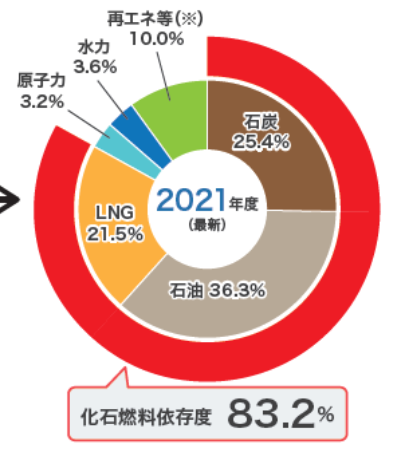 再エネ等(※)
10.0%
水力
3.6%
原子力
3.2%
石炭
25.4%
LNG
21.5%
2021年度
(最新)
石油 36.3%
化石燃料依存度 83.2%